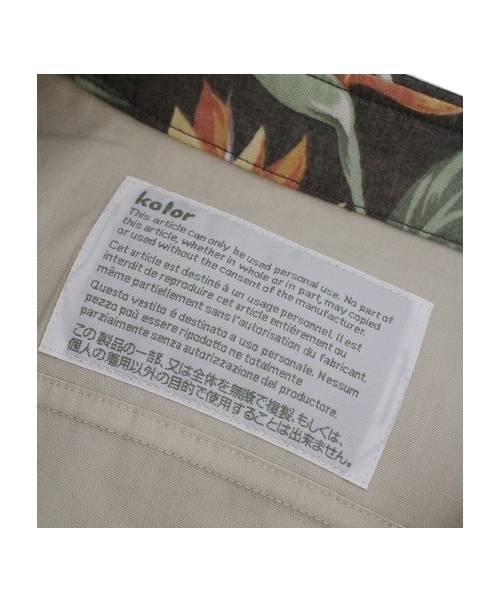 kolor
This article can only be used personal use. No part of
this article, whether in whole or in part, may copied
or used without the consent of the manufacturer.
Cet article est destiné à un usage personnel. Il est
interdit de reproduire cet article entièrement ou
même partiellement sans l'autorisation du fabricant.
Questo vestito é destinato a uso personale. Nessum
pezzo paù essere ripodotto ne totalmente
parzialmente senza autorizzazione del productore.
この製品の一部、又は全体を無断で複製、もしくは、
個人の着用以外の目的で使用することは出来ません。